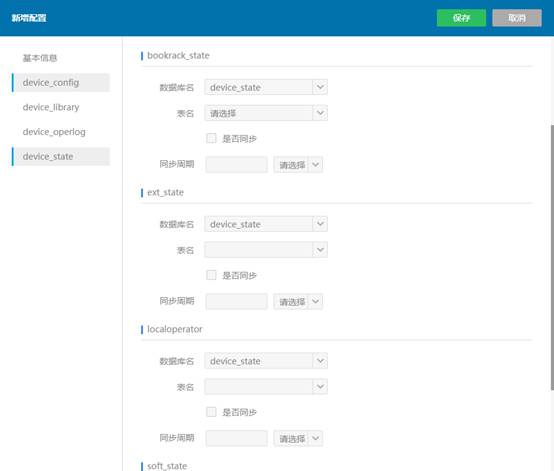 新增配置 保存 取消
基本信息
device_config
device_library
device_operlog
device_state
bookrack_state
数据库名 device_state
表名 请选择
是否同步
同步周期 请选择
ext_state
数据库名 device_state
表名
是否同步
同步周期 请选择
localoperator
数据库名 device_state
表名
是否同步
同步周期 请选择
soft_state